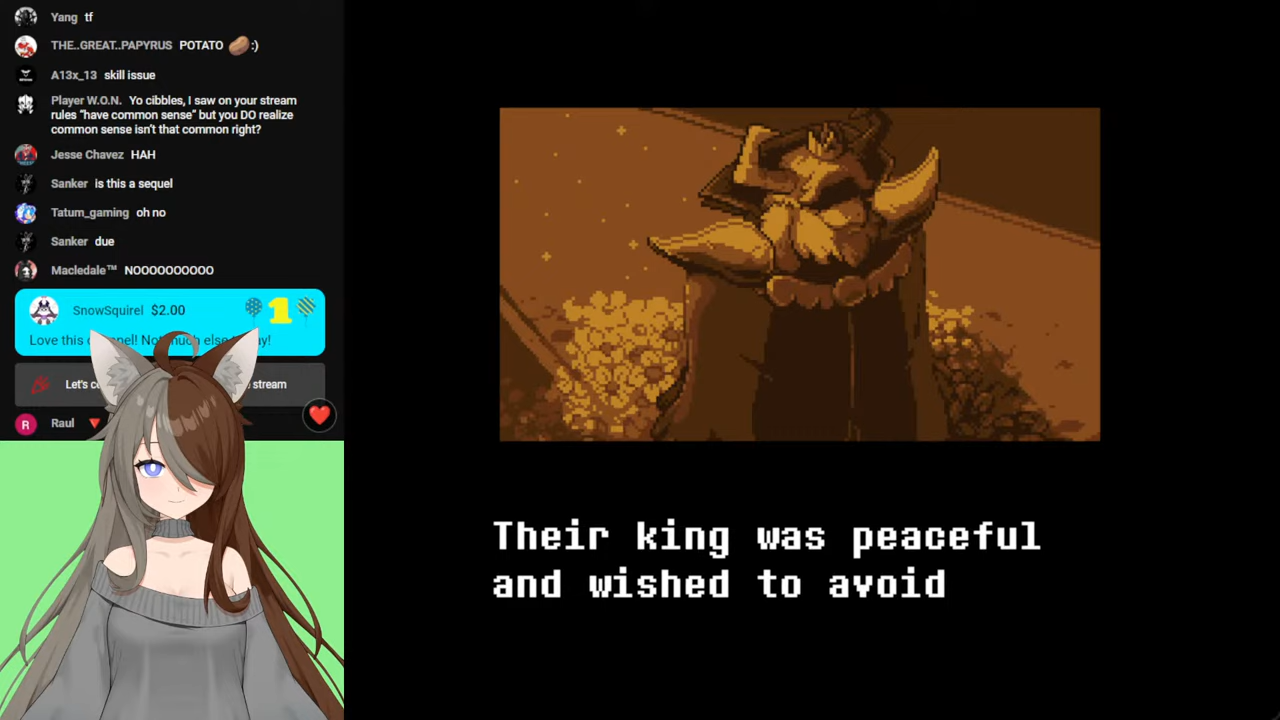 Yang tf
THE..GREAT..PAPYRUS POTATO 🥔 :)
A13x_13 skill issue
Player W.O.N. Yo cibbles, I saw on your stream
rules "have common sense" but you DO realize
common sense isn't that common right?
Jesse Chavez HAH
Sanker is this a sequel
Tatum_gaming oh no
Sanker due
Macledale™ NOOOOOOOOOO
SnowSquirel $2.00
1
Love this
else
ay!
Let's
stream
R Raul
Their king was peaceful
and wished to avoid